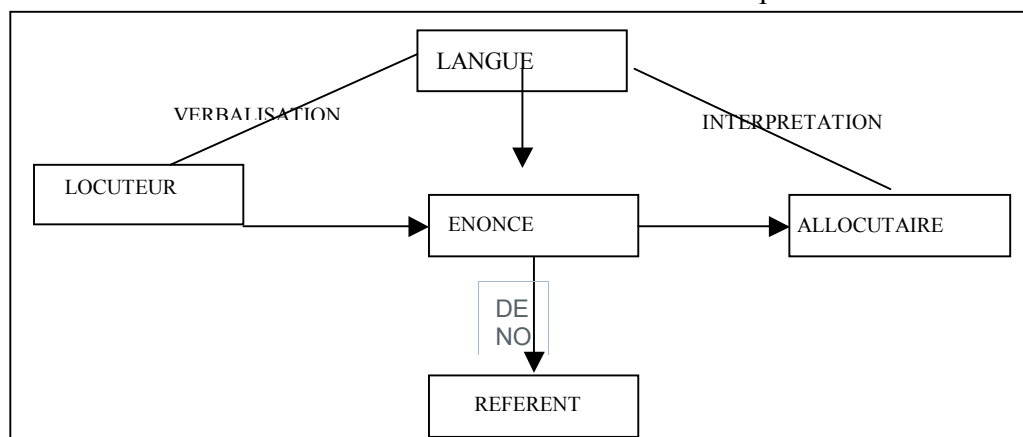 LANGUE
VERBALISATION
INTERPRETATION
LOCUTEUR
ENONCE
ALLOCUTAIRE
DE
NO
REFERENT